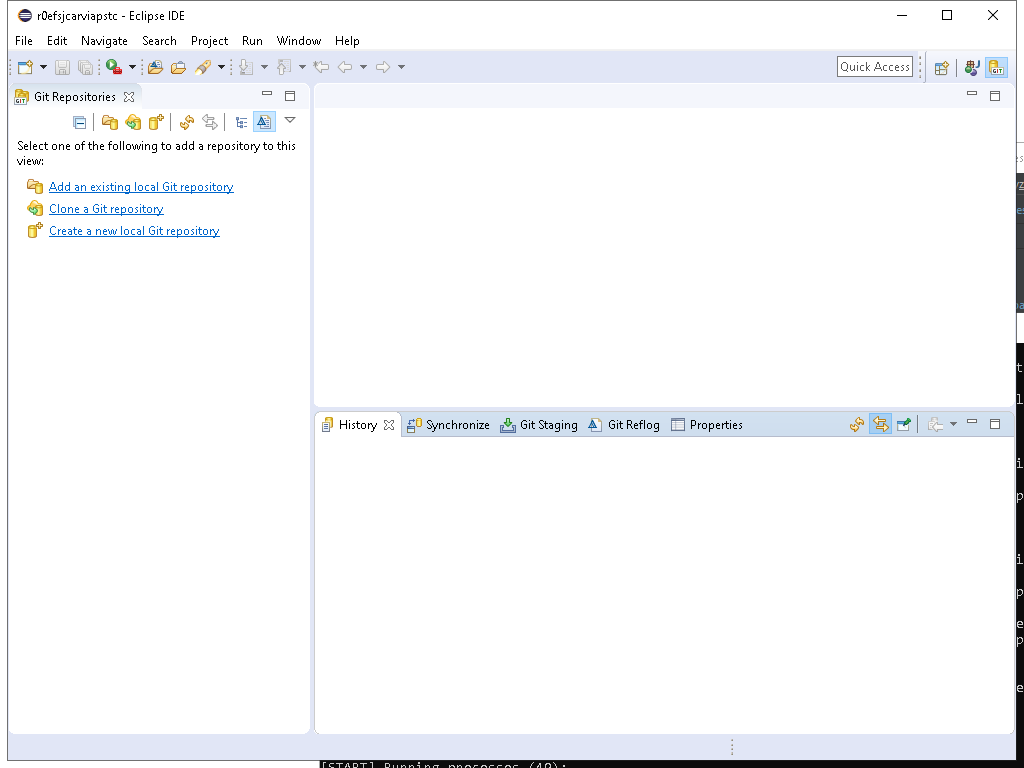 r0efsjcarviapstc - Eclipse IDE
File Edit Navigate Search Project Run Window Help
Quick Access
GIT
Git Repositories
Select one of the following to add a repository to this
view:
Add an existing local Git repository
Clone a Git repository
Create a new local Git repository
History Synchronize Git Staging Git Reflog Properties
[START] Running processes (40):